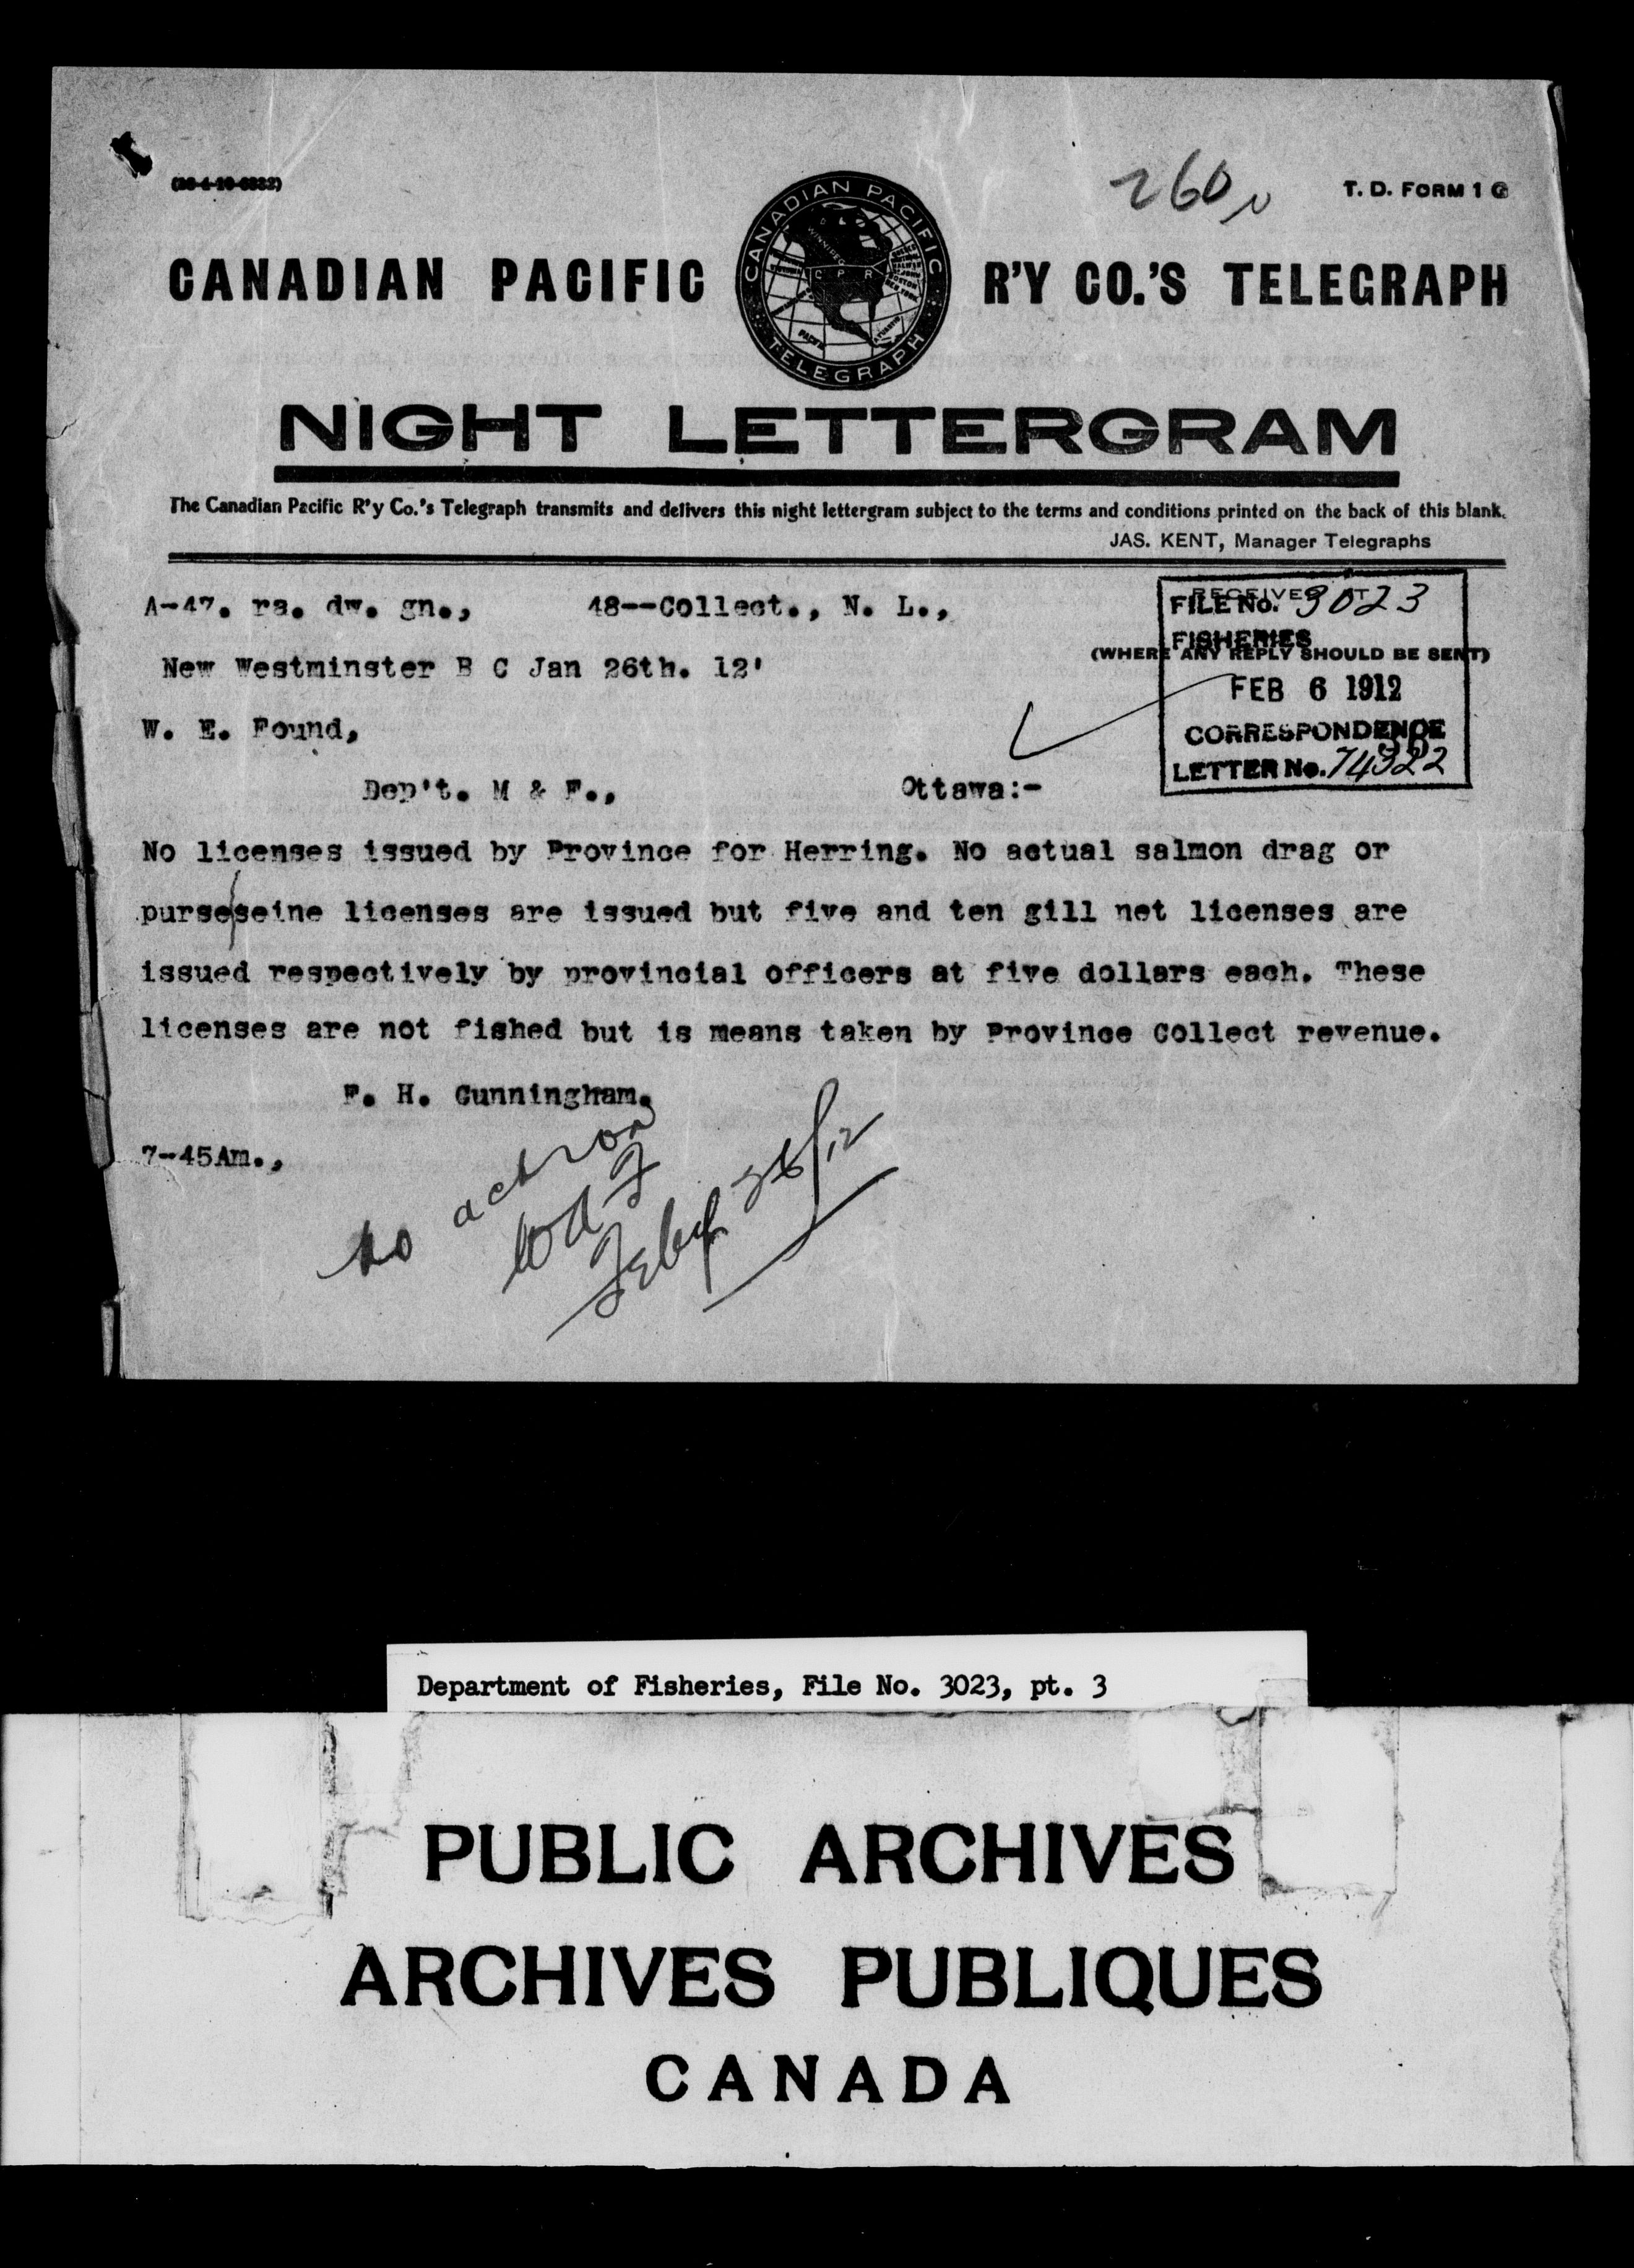 (20-4-10-6332)
260
T. D. FORM 1 G
CANADIAN PACIFIC R'Y CO.'S TELEGRAPH
CANADIAN PACIFIC
WINNIPEG
C P R
PACIFIC
TELEGRAPH
NIGHT LETTERGRAM
The Canadian Pacific R'y Co.'s Telegraph transmits and delivers this night lettergram subject to the terms and conditions printed on the back of this blank.
JAS. KENT, Manager Telegraphs
A-47. rs. dw. gn., 48--Collect., N. L.,
RECEIVED AT
FILE No. 3023
FISHERIES
(WHERE ANY REPLY SHOULD BE SENT)
FEB 6 1912
CORRESPONDENCE
LETTER No. 74322
New Westminster B C Jan 26th. 12'
W. E. Found,
Dep't. M & F., Ottawa:-
No licenses issued by Province for Herring. No actual salmon drag or
purseseine licenses are issued but five and ten gill net licenses are
issued respectively by provincial officers at five dollars each. These
licenses are not fished but is means taken by Province Collect revenue.
F. H. Cunningham.
7-45Am.,
no action
Department of Fisheries, File No. 3023, pt. 3
PUBLIC ARCHIVES
ARCHIVES PUBLIQUES
CANADA